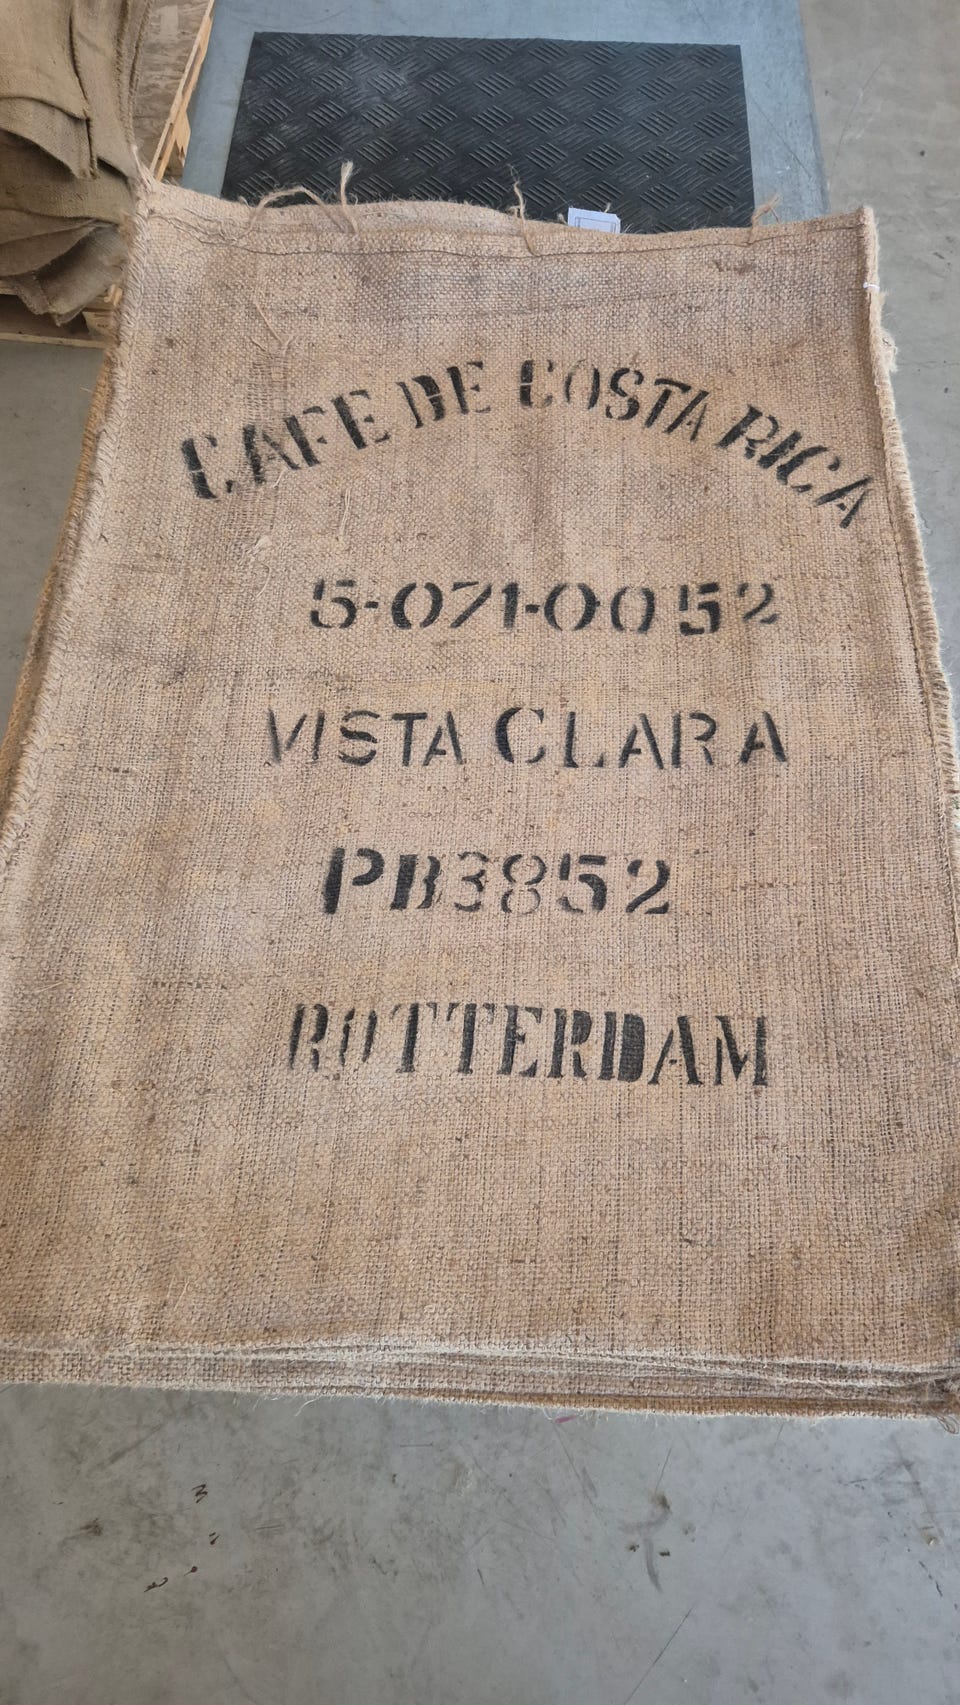 CAFE DE COSTA RICA
5-071-0052
VISTA CLARA
PB3852
ROTTERDAM